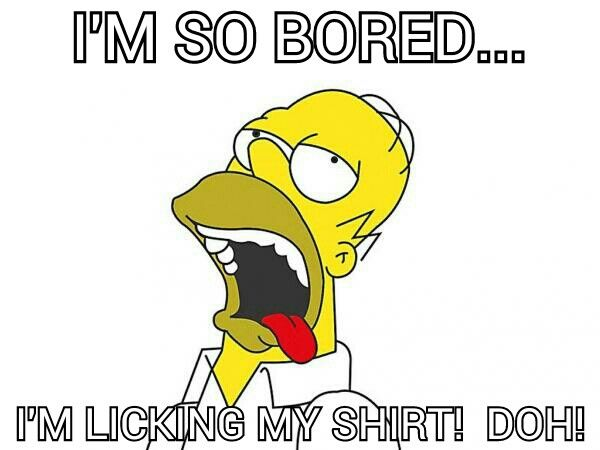 I'M SO BORED...
I'M LICKING MY SHIRT! DOH!